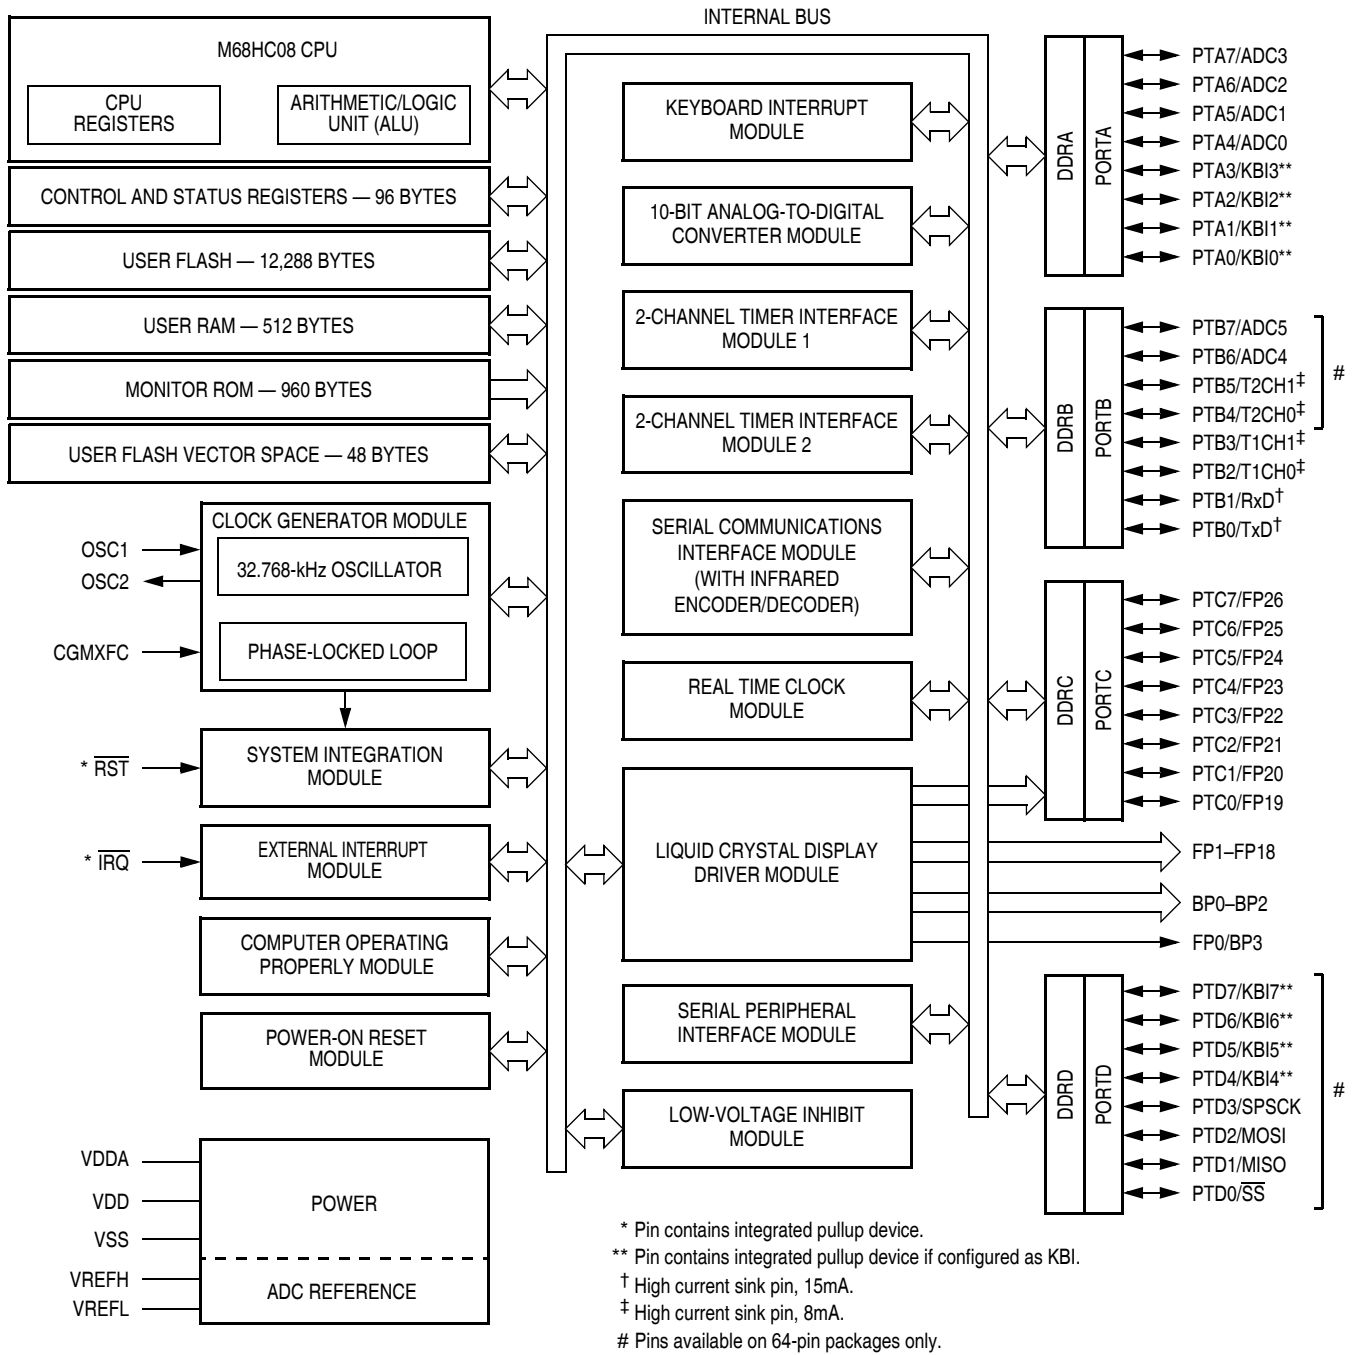 INTERNAL BUS
M68HC08 CPU
CPU
REGISTERS
ARITHMETIC/LOGIC
UNIT (ALU)
CONTROL AND STATUS REGISTERS — 96 BYTES
USER FLASH — 12,288 BYTES
USER RAM — 512 BYTES
MONITOR ROM — 960 BYTES
USER FLASH VECTOR SPACE — 48 BYTES
CLOCK GENERATOR MODULE
32.768-kHz OSCILLATOR
PHASE-LOCKED LOOP
OSC1
OSC2
CGMXFC
SYSTEM INTEGRATION
MODULE
* RST
EXTERNAL INTERRUPT
MODULE
* IRQ
COMPUTER OPERATING
PROPERLY MODULE
POWER-ON RESET
MODULE
VDDA
VDD
VSS
VREFH
VREFL
POWER
ADC REFERENCE
KEYBOARD INTERRUPT
MODULE
10-BIT ANALOG-TO-DIGITAL
CONVERTER MODULE
2-CHANNEL TIMER INTERFACE
MODULE 1
2-CHANNEL TIMER INTERFACE
MODULE 2
SERIAL COMMUNICATIONS
INTERFACE MODULE
(WITH INFRARED
ENCODER/DECODER)
REAL TIME CLOCK
MODULE
LIQUID CRYSTAL DISPLAY
DRIVER MODULE
SERIAL PERIPHERAL
INTERFACE MODULE
LOW-VOLTAGE INHIBIT
MODULE
DDRA
PORTA
PTA7/ADC3
PTA6/ADC2
PTA5/ADC1
PTA4/ADC0
PTA3/KBI3**
PTA2/KBI2**
PTA1/KBI1**
PTA0/KBI0**
DDRB
PORTB
PTB7/ADC5
PTB6/ADC4
PTB5/T2CH1‡
PTB4/T2CH0‡
PTB3/T1CH1‡
PTB2/T1CH0‡
PTB1/RxD†
PTB0/TxD†
#
DDRC
PORTC
PTC7/FP26
PTC6/FP25
PTC5/FP24
PTC4/FP23
PTC3/FP22
PTC2/FP21
PTC1/FP20
PTC0/FP19
FP1–FP18
BP0–BP2
FP0/BP3
DDRD
PORTD
PTD7/KBI7**
PTD6/KBI6**
PTD5/KBI5**
PTD4/KBI4**
PTD3/SPSCK
PTD2/MOSI
PTD1/MISO
PTD0/SS
#
* Pin contains integrated pullup device.
** Pin contains integrated pullup device if configured as KBI.
† High current sink pin, 15mA.
‡ High current sink pin, 8mA.
# Pins available on 64-pin packages only.